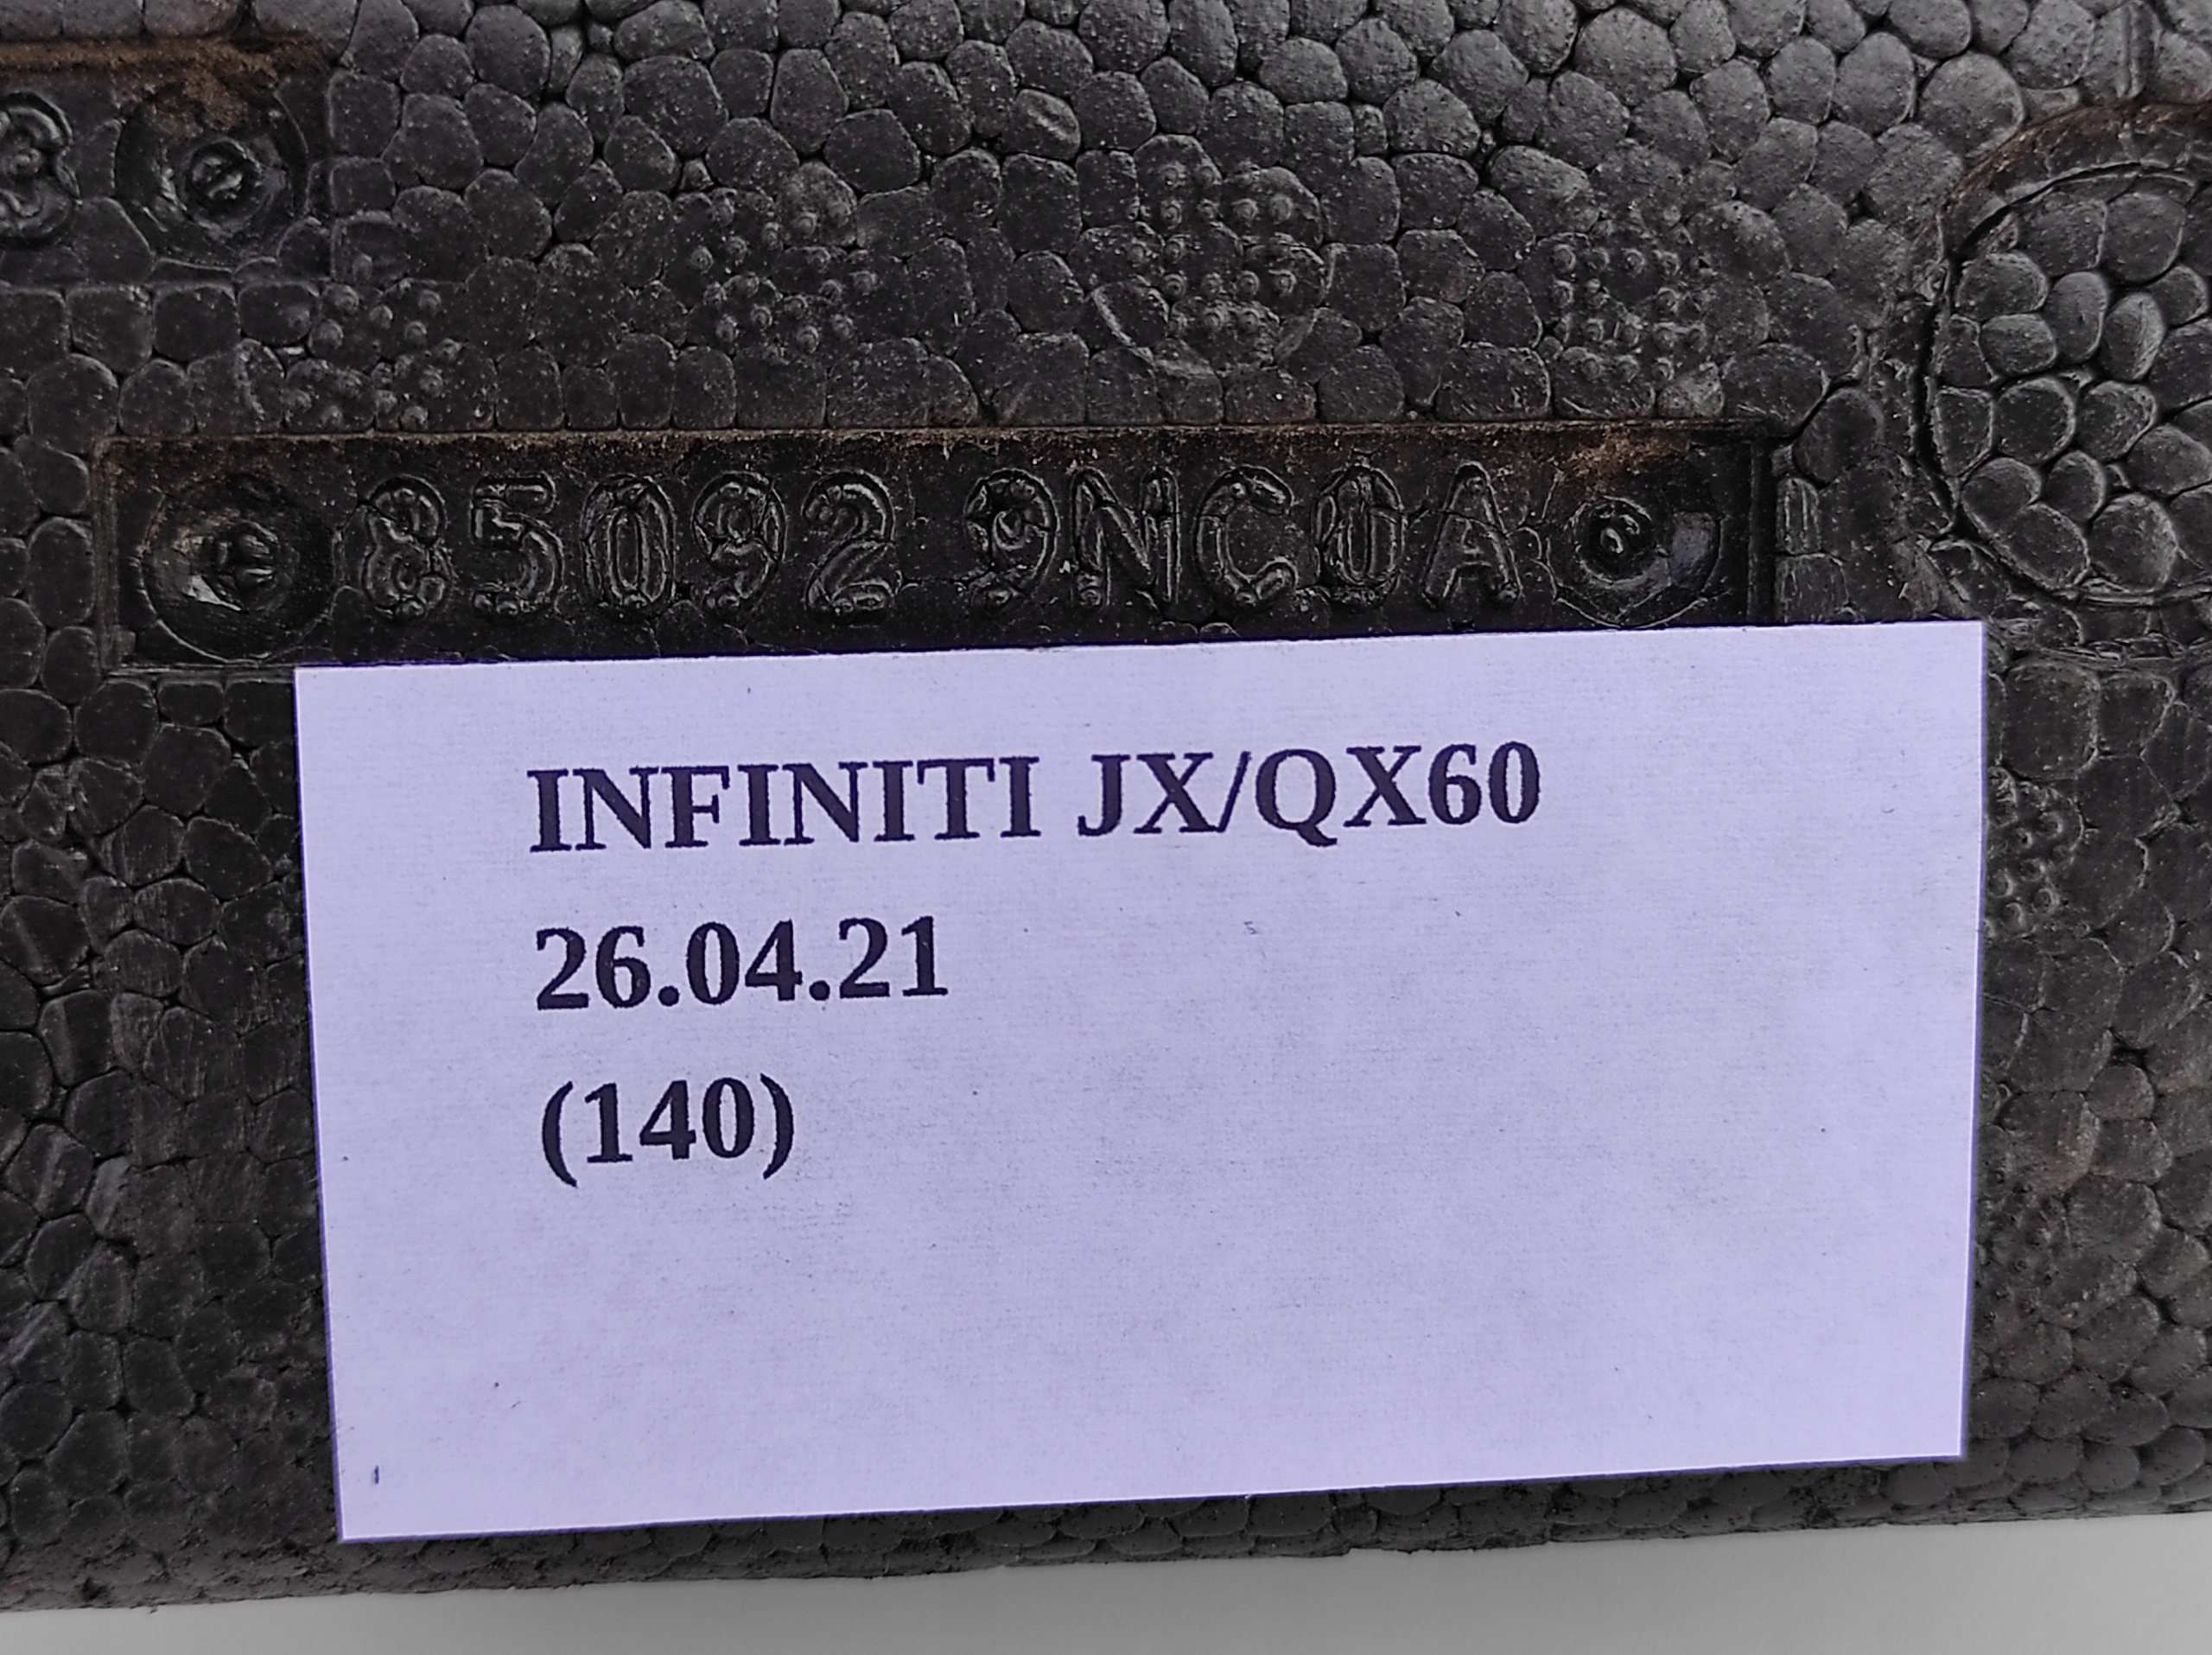 85092 9NC0A
INFINITI JX/QX60
26.04.21
(140)